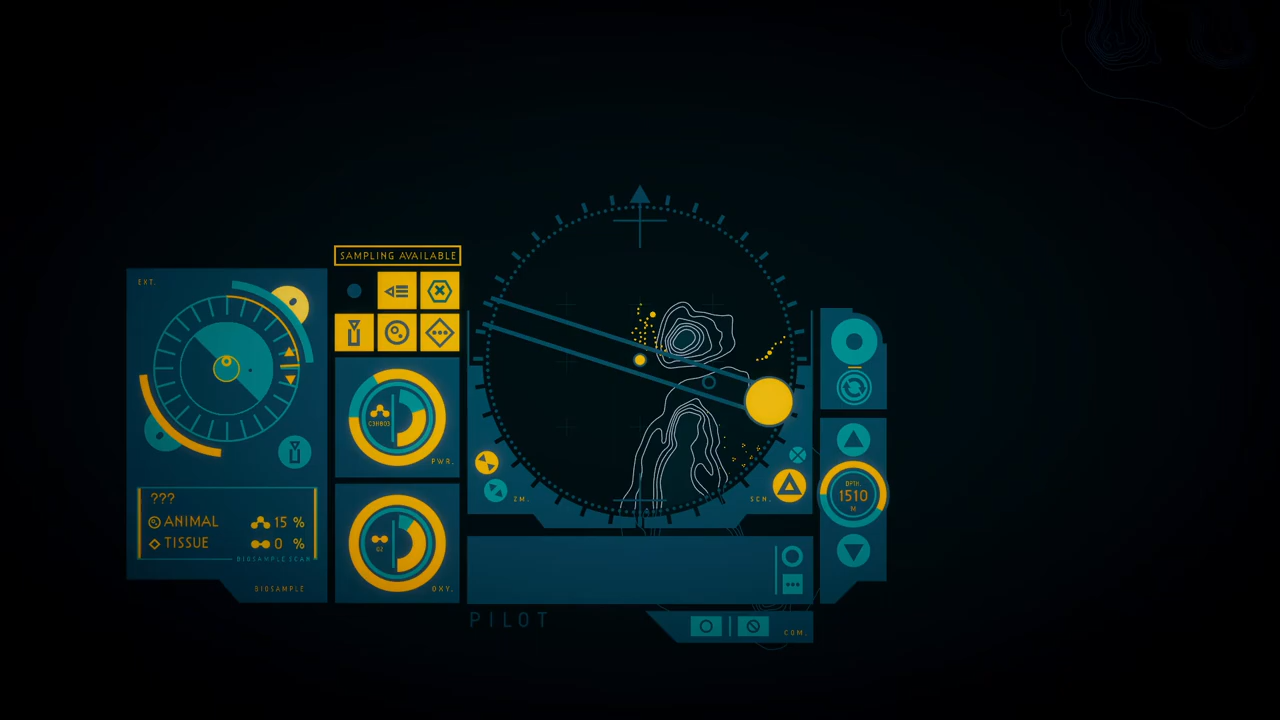 EXT.
SAMPLING AVAILABLE
C3H8O3
PWR.
ZM.
SCN.
DPTH.
1510
M
???
ANIMAL 15 %
TISSUE 0 %
BIOSAMPLE SCAN
BIOSAMPLE
O2
OXY.
PILOT
COM.